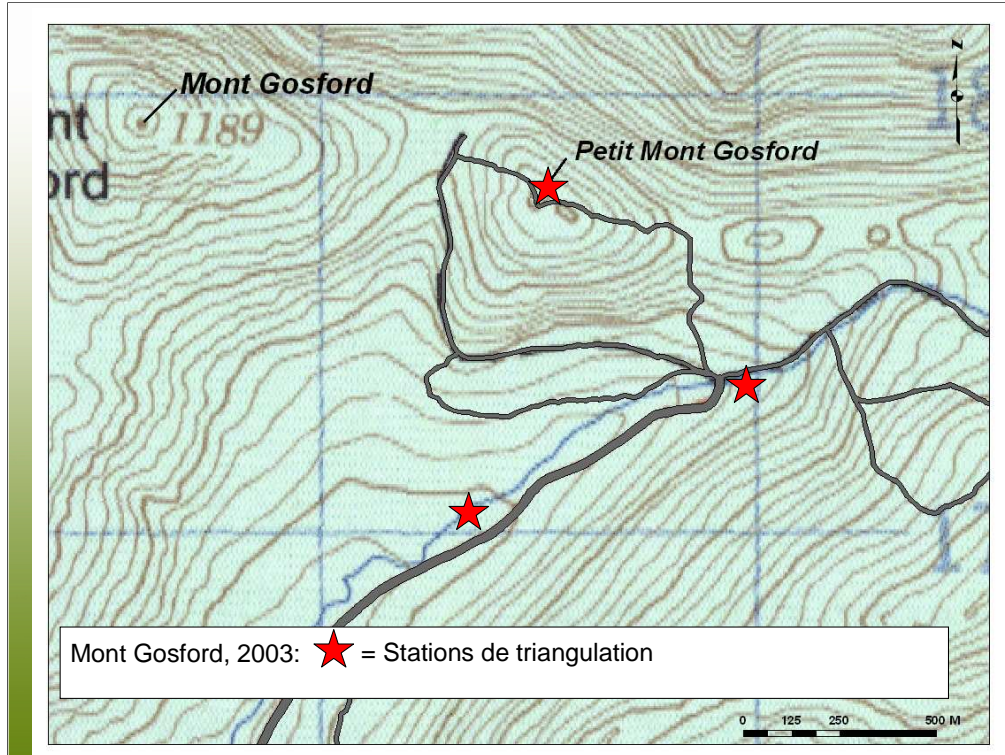 Mont Gosford
nt
1189
ord
Petit Mont Gosford
Mont Gosford, 2003: = Stations de triangulation
0 125 250 500 M